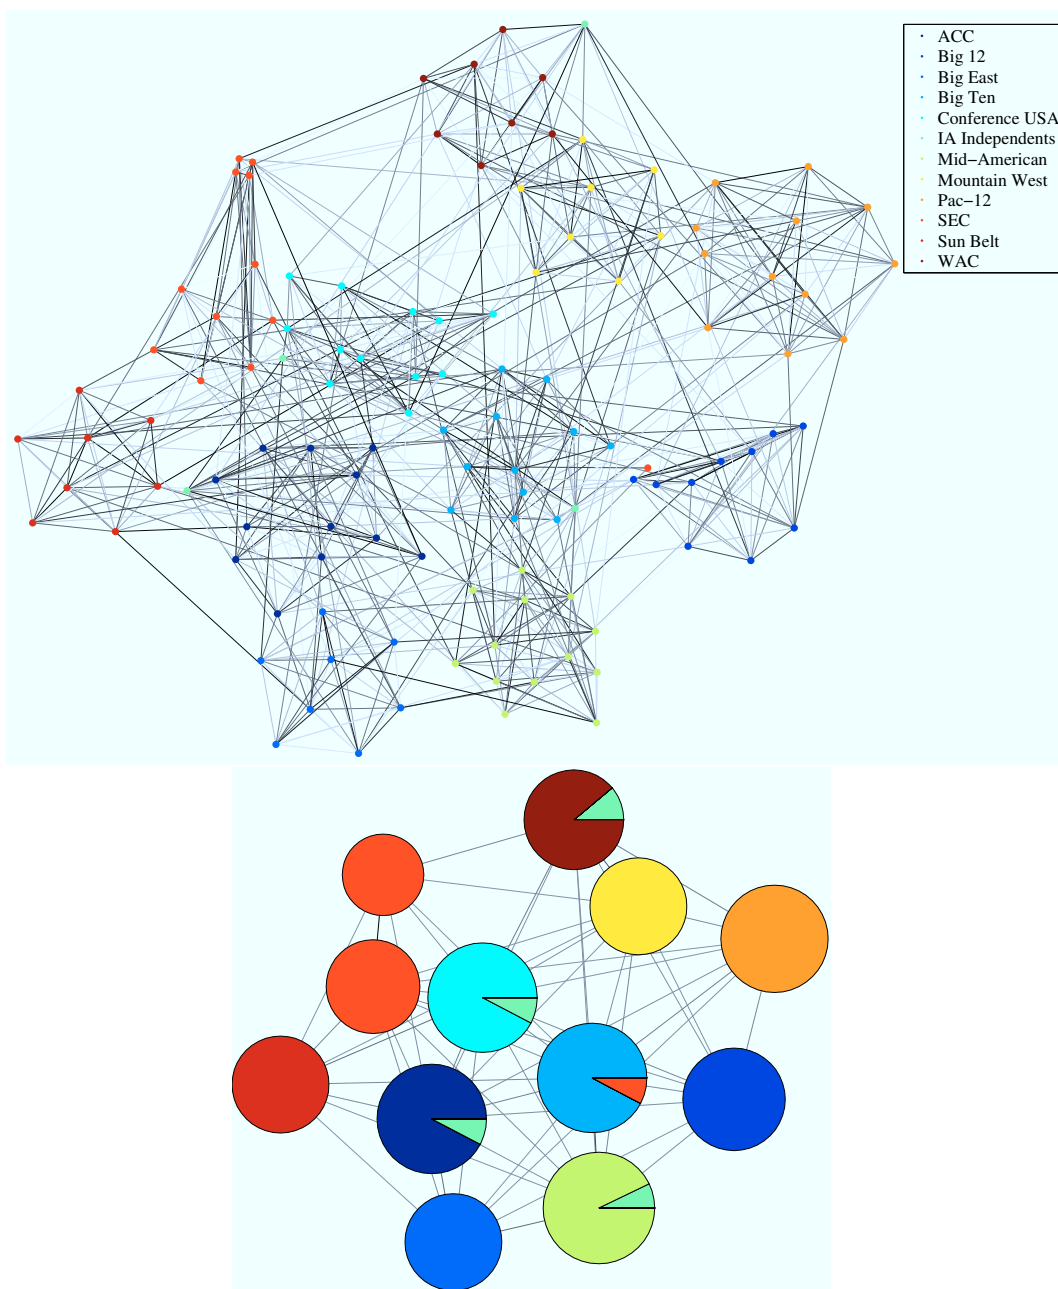 ACC
Big 12
Big East
Big Ten
Conference USA
IA Independents
Mid−American
Mountain West
Pac−12
SEC
Sun Belt
WAC